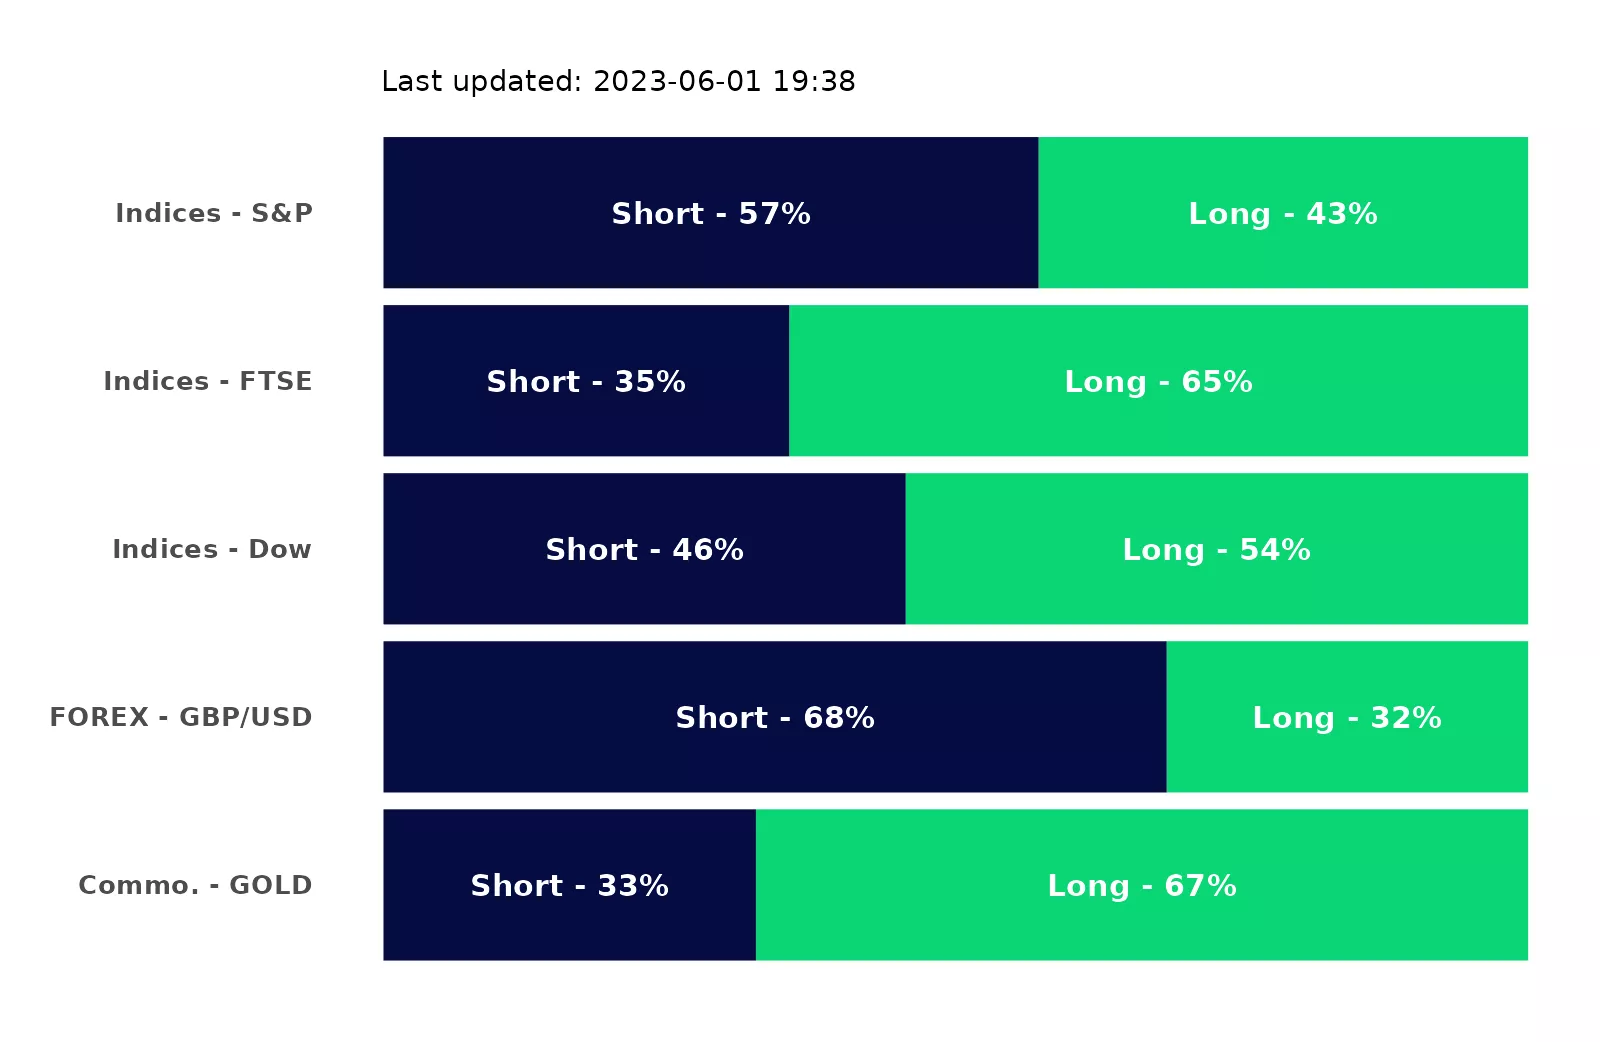 Last updated: 2023-06-01 19:38
Indices - S&P Short - 57% Long - 43%
Indices - FTSE Short - 35% Long - 65%
Indices - Dow Short - 46% Long - 54%
FOREX - GBP/USD Short - 68% Long - 32%
Commo. - GOLD Short - 33% Long - 67%